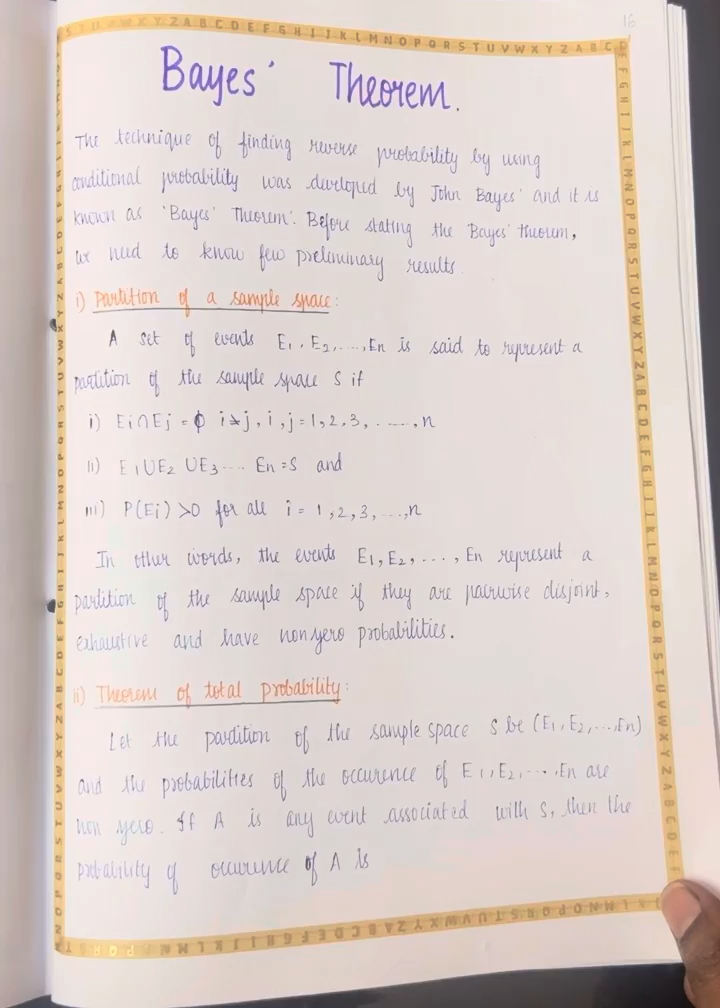 16
Bayes' Theorem.
The technique of finding reverse probability by using
conditional probability was developed by John Bayes' and it is
known as 'Bayes' Theorem'. Before stating the Bayes' theorem,
we need to know few preliminary results.
i) Partition of a sample space:
A set of events E1, E2,....,En is said to represent a
partition of the sample space S if
i) Ei∩Ej = ϕ i≠j, i,j=1,2,3,.....,n
ii) E1UE2 UE3.... En =S and
iii) P(Ei) >0 for all i = 1,2,3,...,n
In other words, the events E1,E2,....,En represent a
partition of the sample space if they are pairwise disjoint,
exhaustive and have nonzero probabilities.
ii) Theorem of total probability:
Let the partition of the sample space S be (E1,E2,...,En)
and the probabilities of the occurence of E1,E2,...,En are
non zero. If A is any event associated with S, then the
probability of occurence of A is